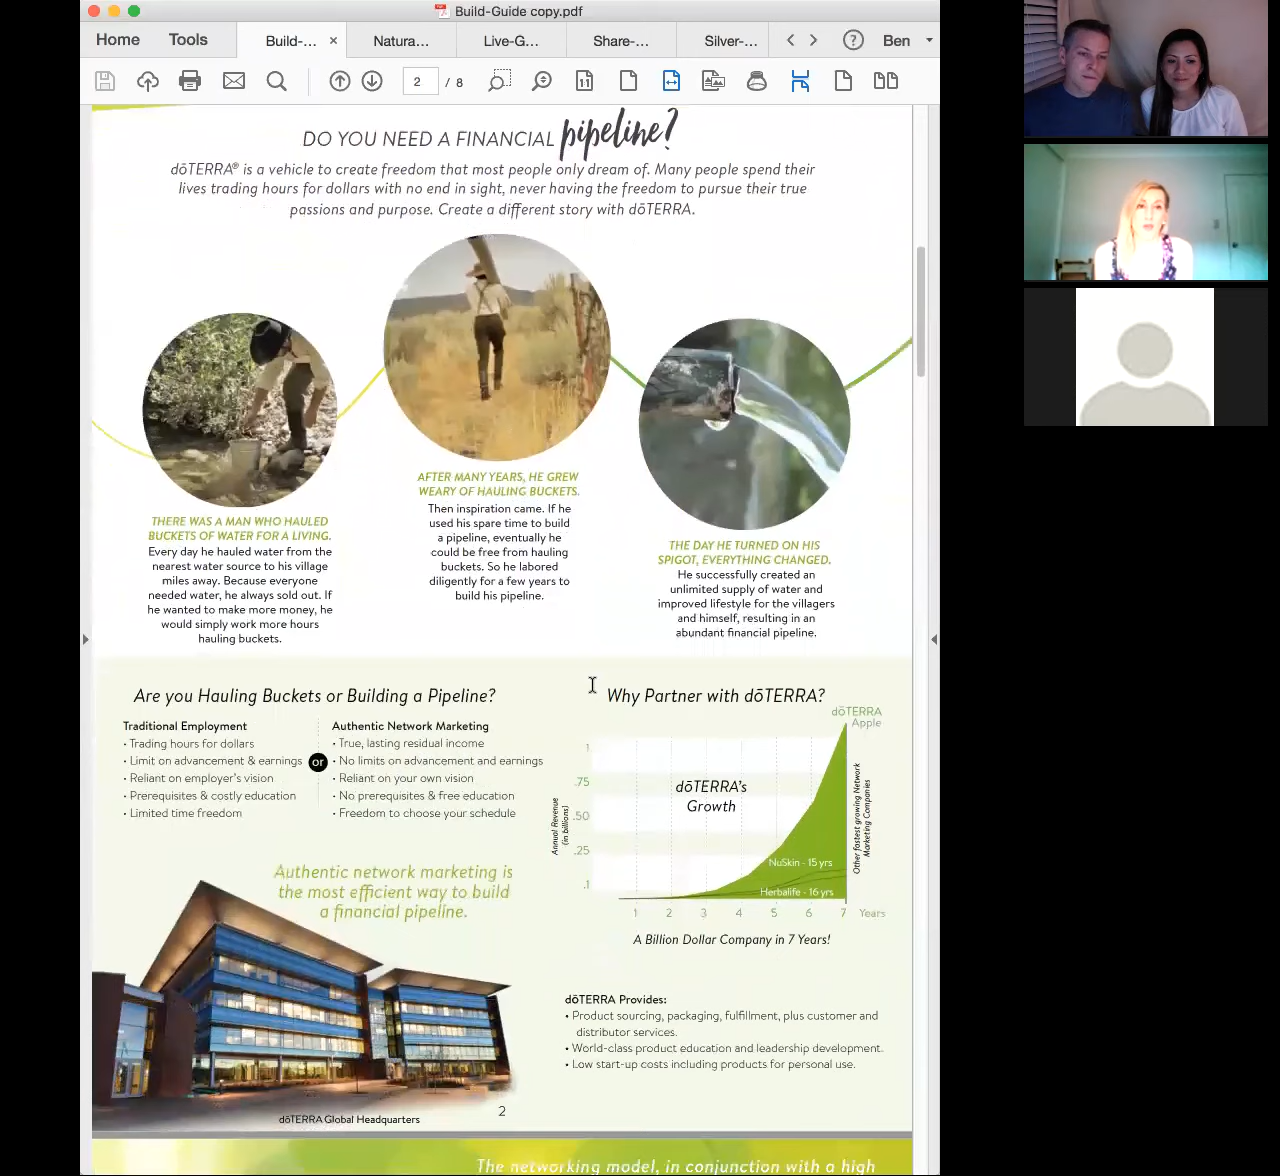 Build-Guide copy.pdf
Home
Tools
Build-...
Natura...
Live-G...
Share-...
Silver-...
Ben
2 / 8
DO YOU NEED A FINANCIAL pipeline?
dōTERRA® is a vehicle to create freedom that most people only dream of. Many people spend their
lives trading hours for dollars with no end in sight, never having the freedom to pursue their true
passions and purpose. Create a different story with dōTERRA.
THERE WAS A MAN WHO HAULED
BUCKETS OF WATER FOR A LIVING.
Every day he hauled water from the
nearest water source to his village
miles away. Because everyone
needed water, he always sold out. If
he wanted to make more money, he
would simply work more hours
hauling buckets.
AFTER MANY YEARS, HE GREW
WEARY OF HAULING BUCKETS.
Then inspiration came. If he
used his spare time to build
a pipeline, eventually he
could be free from hauling
buckets. So he labored
diligently for a few years to
build his pipeline.
THE DAY HE TURNED ON HIS
SPIGOT, EVERYTHING CHANGED.
He successfully created an
unlimited supply of water and
improved lifestyle for the villagers
and himself, resulting in an
abundant financial pipeline.
Are you Hauling Buckets or Building a Pipeline?
Traditional Employment
• Trading hours for dollars
• Limit on advancement & earnings
• Reliant on employer's vision
• Prerequisites & costly education
• Limited time freedom
or
Authentic Network Marketing
• True, lasting residual income
• No limits on advancement and earnings
• Reliant on your own vision
• No prerequisites & free education
• Freedom to choose your schedule
Authentic network marketing is
the most efficient way to build
a financial pipeline.
dōTERRA Global Headquarters
Why Partner with dōTERRA?
dōTERRA
Apple
1
.75
.50
.25
.1
Annual Revenue
(in billions)
dōTERRA's
Growth
NuSkin - 15 yrs
Herbalife - 16 yrs
Other fastest growing Network
Marketing Companies
1 2 3 4 5 6 7 Years
A Billion Dollar Company in 7 Years!
dōTERRA Provides:
• Product sourcing, packaging, fulfillment, plus customer and
distributor services.
• World-class product education and leadership development.
• Low start-up costs including products for personal use.
2
The networking model, in conjunction with a high